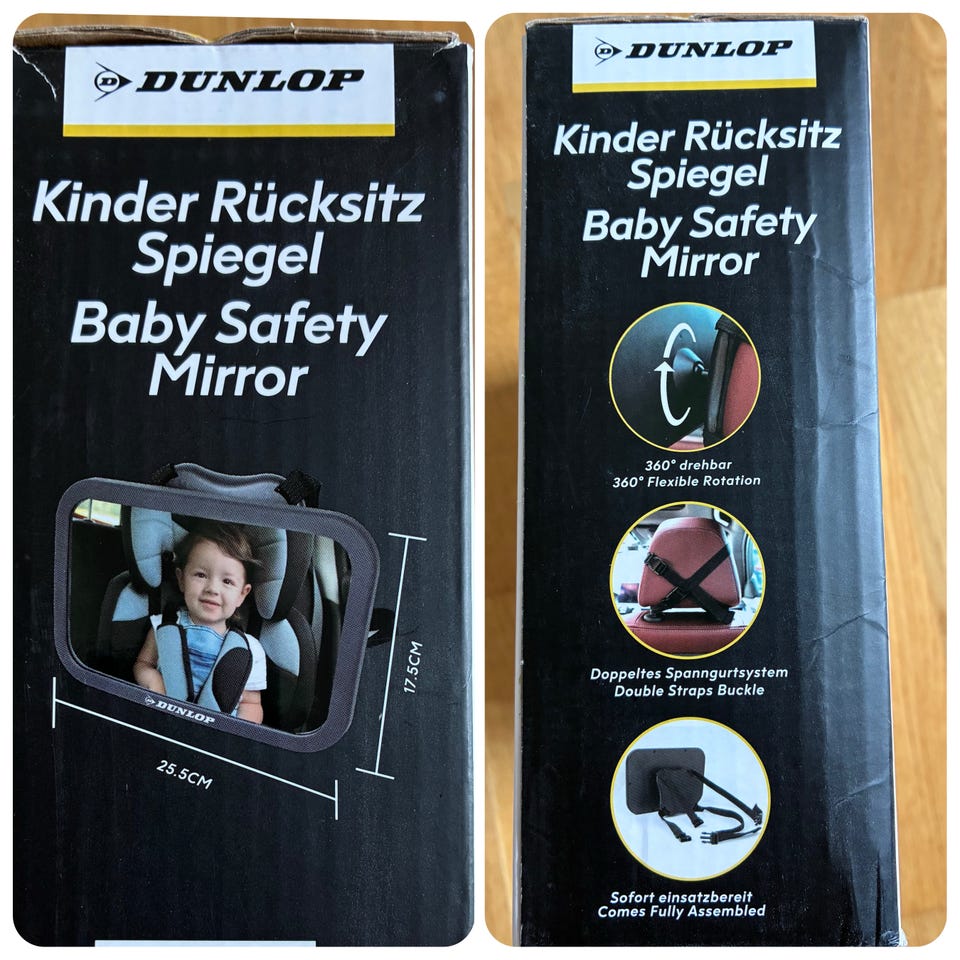 DUNLOP
Kinder Rücksitz
Spiegel
Baby Safety
Mirror
17.5CM
DUNLOP
25.5CM
DUNLOP
Kinder Rücksitz
Spiegel
Baby Safety
Mirror
360° drehbar
360° Flexible Rotation
Doppeltes Spanngurtsystem
Double Straps Buckle
Sofort einsatzbereit
Comes Fully Assembled